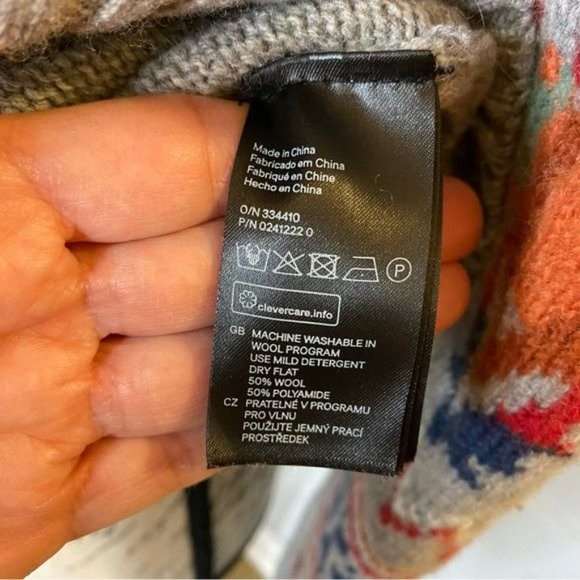 Made in China
Fabricado em China
Fabriqué en Chine
Hecho en China
O/N 334410
P/N 0241222 0
P
clevercare.info
GB MACHINE WASHABLE IN
WOOL PROGRAM
USE MILD DETERGENT
DRY FLAT
50% WOOL
50% POLYAMIDE
CZ PRATELNÉ V PROGRAMU
PRO VLNU
POUŽIJTE JEMNÝ PRACÍ
PROSTŘEDEK